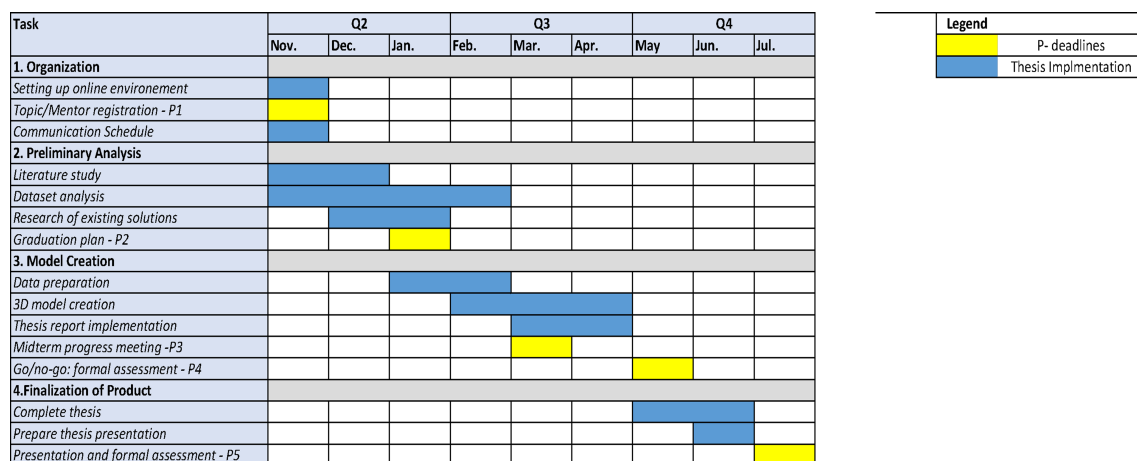 Task Q2 Q3 Q4
Nov. Dec. Jan. Feb. Mar. Apr. May Jun. Jul.
1. Organization
Setting up online environement
Topic/Mentor registration - P1
Communication Schedule
2. Preliminary Analysis
Literature study
Dataset analysis
Research of existing solutions
Graduation plan - P2
3. Model Creation
Data preparation
3D model creation
Thesis report implementation
Midterm progress meeting -P3
Go/no-go: formal assessment - P4
4.Finalization of Product
Complete thesis
Prepare thesis presentation
Presentation and formal assessment - P5
Legend
P- deadlines
Thesis Implmentation